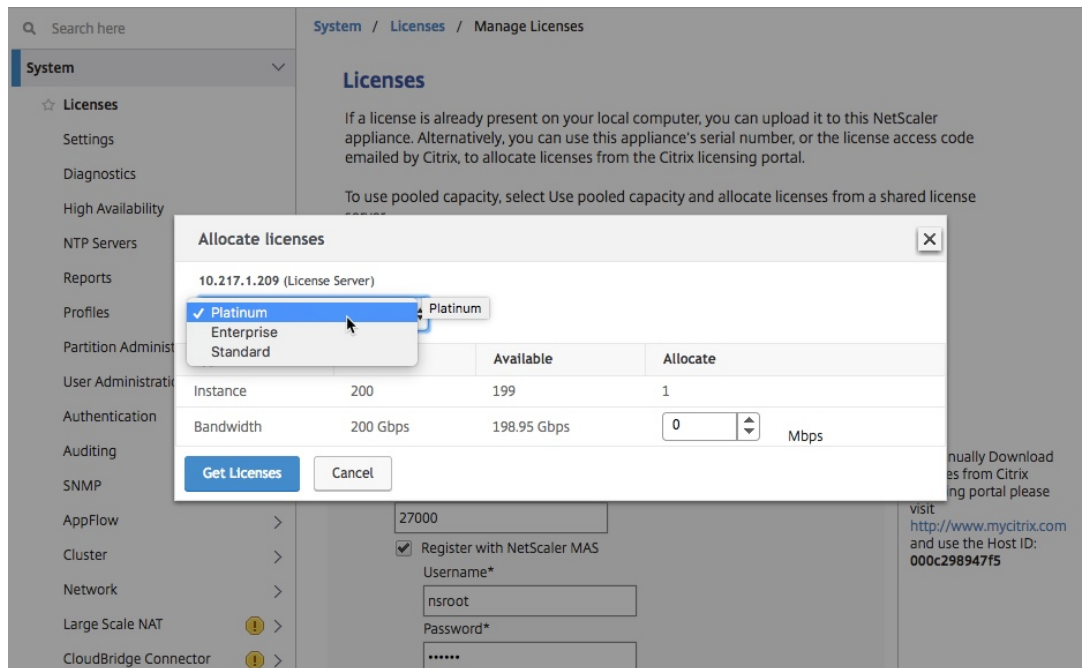 Search here
System
Licenses
Settings
Diagnostics
High Availability
NTP Servers
Reports
Profiles
Partition Administ
User Administratio
Authentication
Auditing
SNMP
AppFlow
Cluster
Network
Large Scale NAT
CloudBridge Connector
System / Licenses / Manage Licenses
Licenses
If a license is already present on your local computer, you can upload it to this NetScaler
appliance. Alternatively, you can use this appliance's serial number, or the license access code
emailed by Citrix, to allocate licenses from the Citrix licensing portal.
To use pooled capacity, select Use pooled capacity and allocate licenses from a shared license
Allocate licenses
10.217.1.209 (License Server)
✓ Platinum
Platinum
Enterprise
Standard
Available Allocate
Instance 200 199 1
Bandwidth 200 Gbps 198.95 Gbps 0 Mbps
Get Licenses Cancel
27000
Register with NetScaler MAS
Username*
nsroot
Password*
••••••
nually Download
es from Citrix
ng portal please
visit
http://www.mycitrix.com
and use the Host ID:
000c298947f5